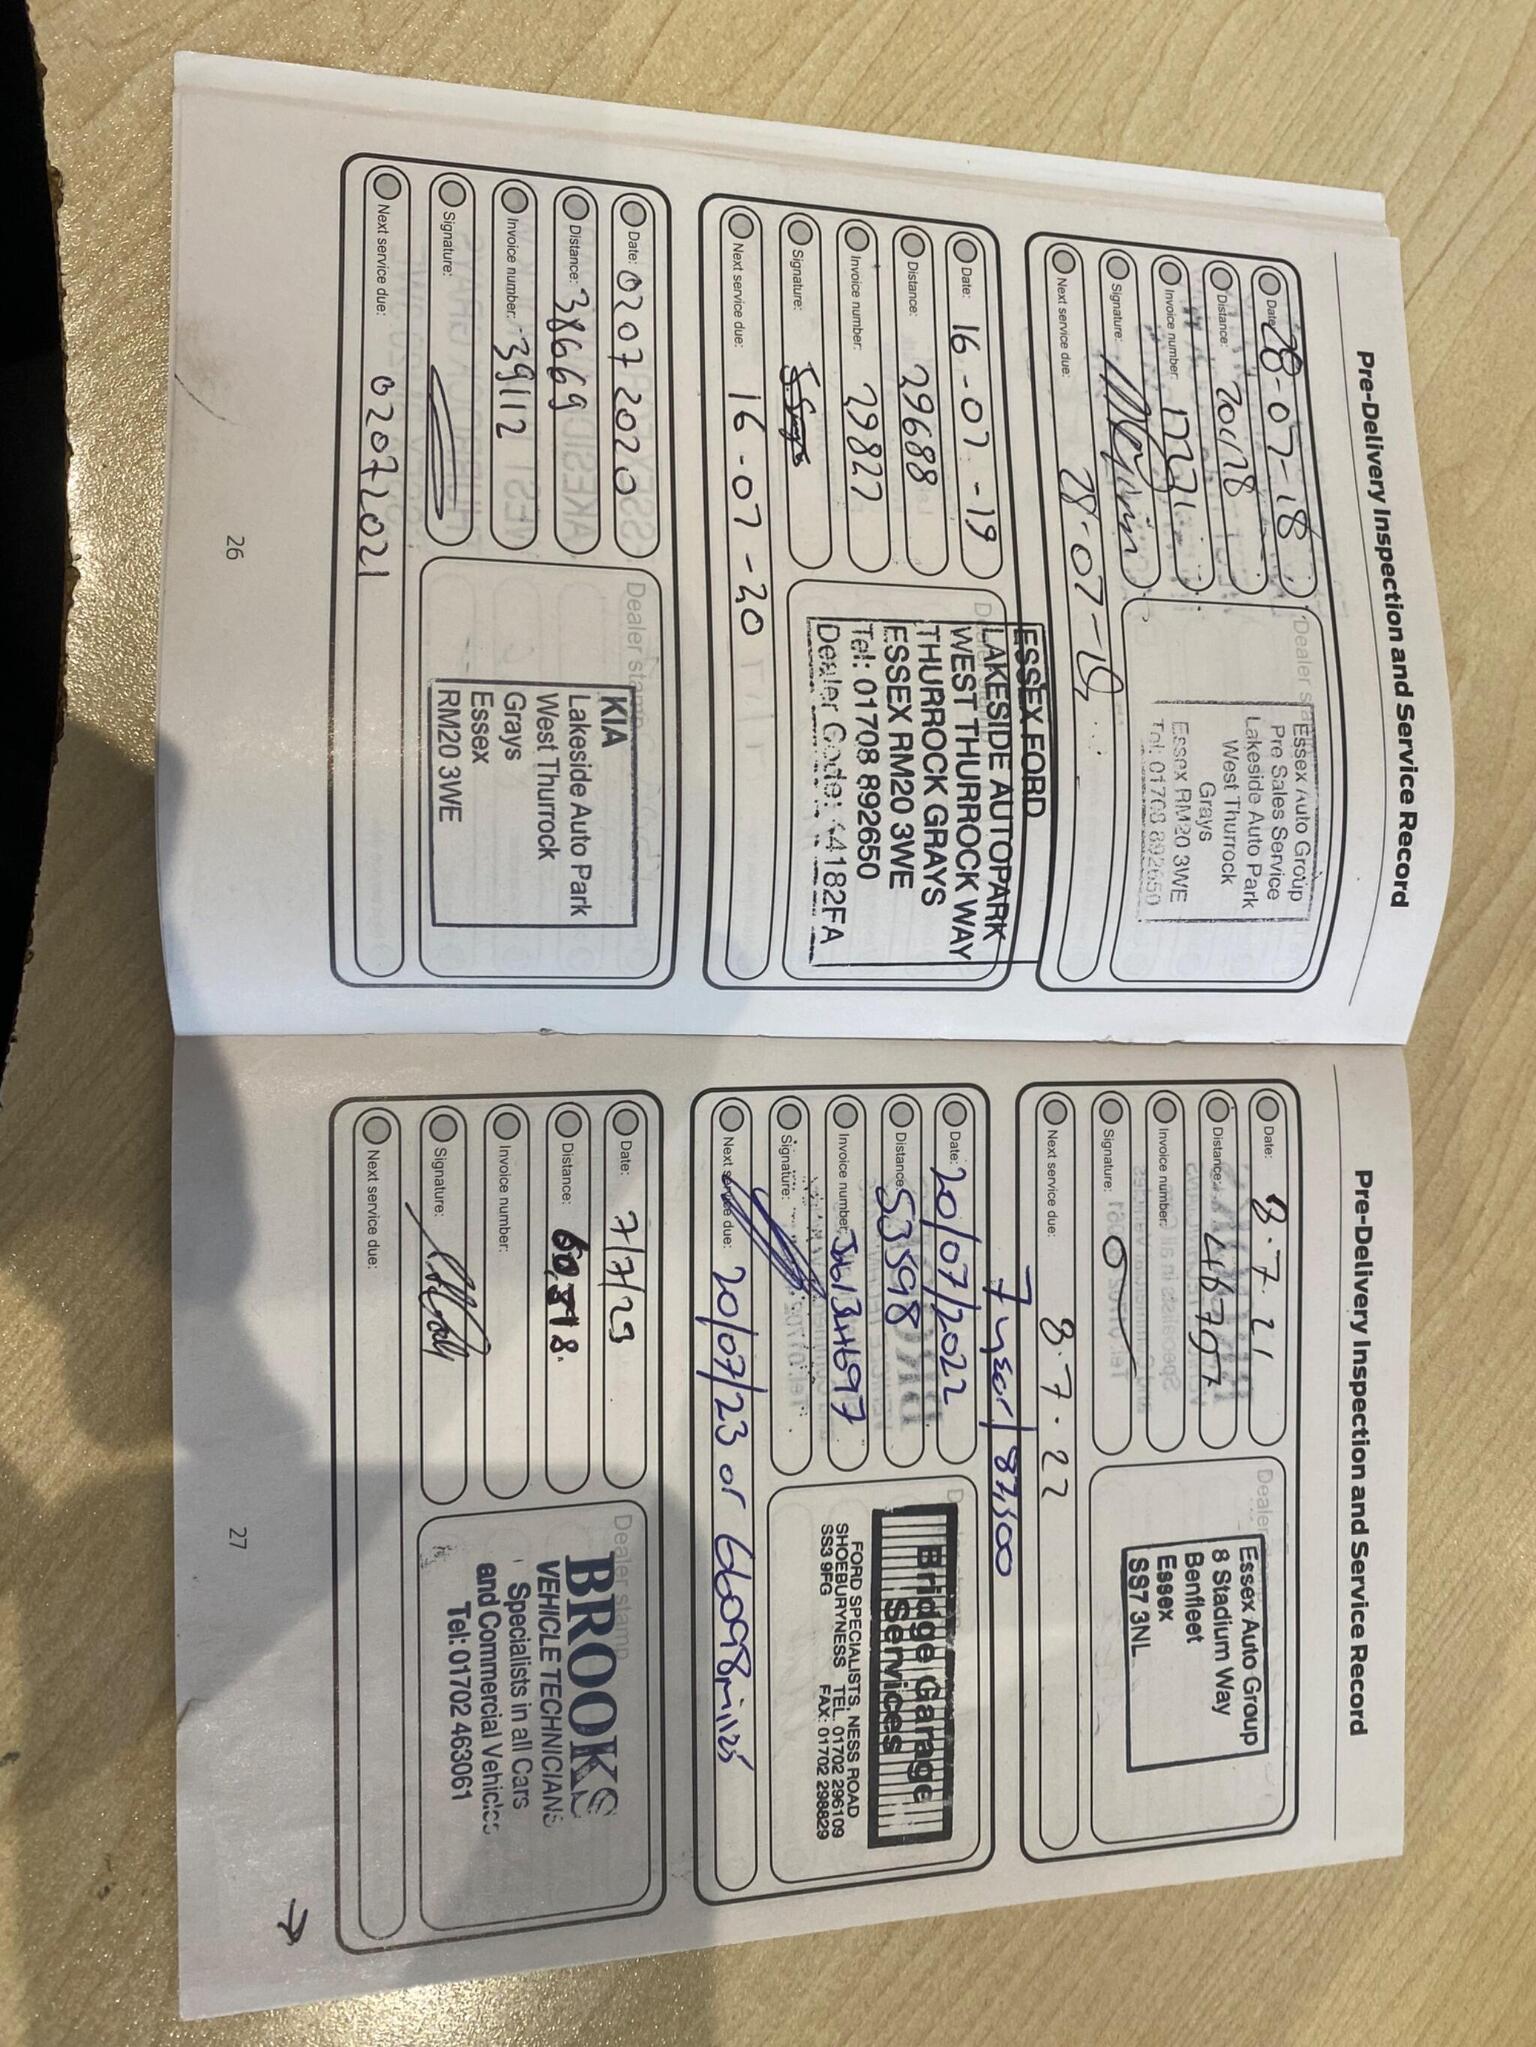 Pre-Delivery Inspection and Service Record
Date: 28-07-18
Distance: 20178
Invoice number: 17221
Signature:
Next service due: 28-07-19
Dealer stamp
Essex Auto Group
Pre Sales Service
Lakeside Auto Park
West Thurrock
Grays
Essex RM20 3WE
Tel: 01708 892650
Date: 16-07-19
Distance: 29688
Invoice number: 29827
Signature:
Next service due: 16-07-20
ESSEX FORD
LAKESIDE AUTOPARK
WEST THURROCK WAY
THURROCK GRAYS
ESSEX RM20 3WE
Tel: 01708 892650
Dealer Code: 44182FA
Date: 02072020
Distance: 38669
Invoice number: 39112
Signature:
Next service due: 02072021
Dealer stamp
KIA
Lakeside Auto Park
West Thurrock
Grays
Essex
RM20 3WE
26
Pre-Delivery Inspection and Service Record
Date: 8.7.21
Distance: 46797
Invoice number:
Signature:
Next service due: 8.7.22
Dealer
Essex Auto Group
8 Stadium Way
Benfleet
Essex
SS7 3NL
7 year/83,500
Date: 20/07/2022
Distance: 53598
Invoice number:
Signature:
Next service due: 20/07/23 or 66098 miles
Bridge Garage
Services
FORD SPECIALISTS, NESS ROAD
SHOEBURYNESS TEL. 01702 296109
SS3 9FG FAX: 01702 298829
Date: 7/7/23
Distance: 60,518.
Invoice number:
Signature:
Next service due:
Dealer stamp
BROOKS
VEHICLE TECHNICIANS
Specialists in all Cars
and Commercial Vehicles
Tel: 01702 463061
27